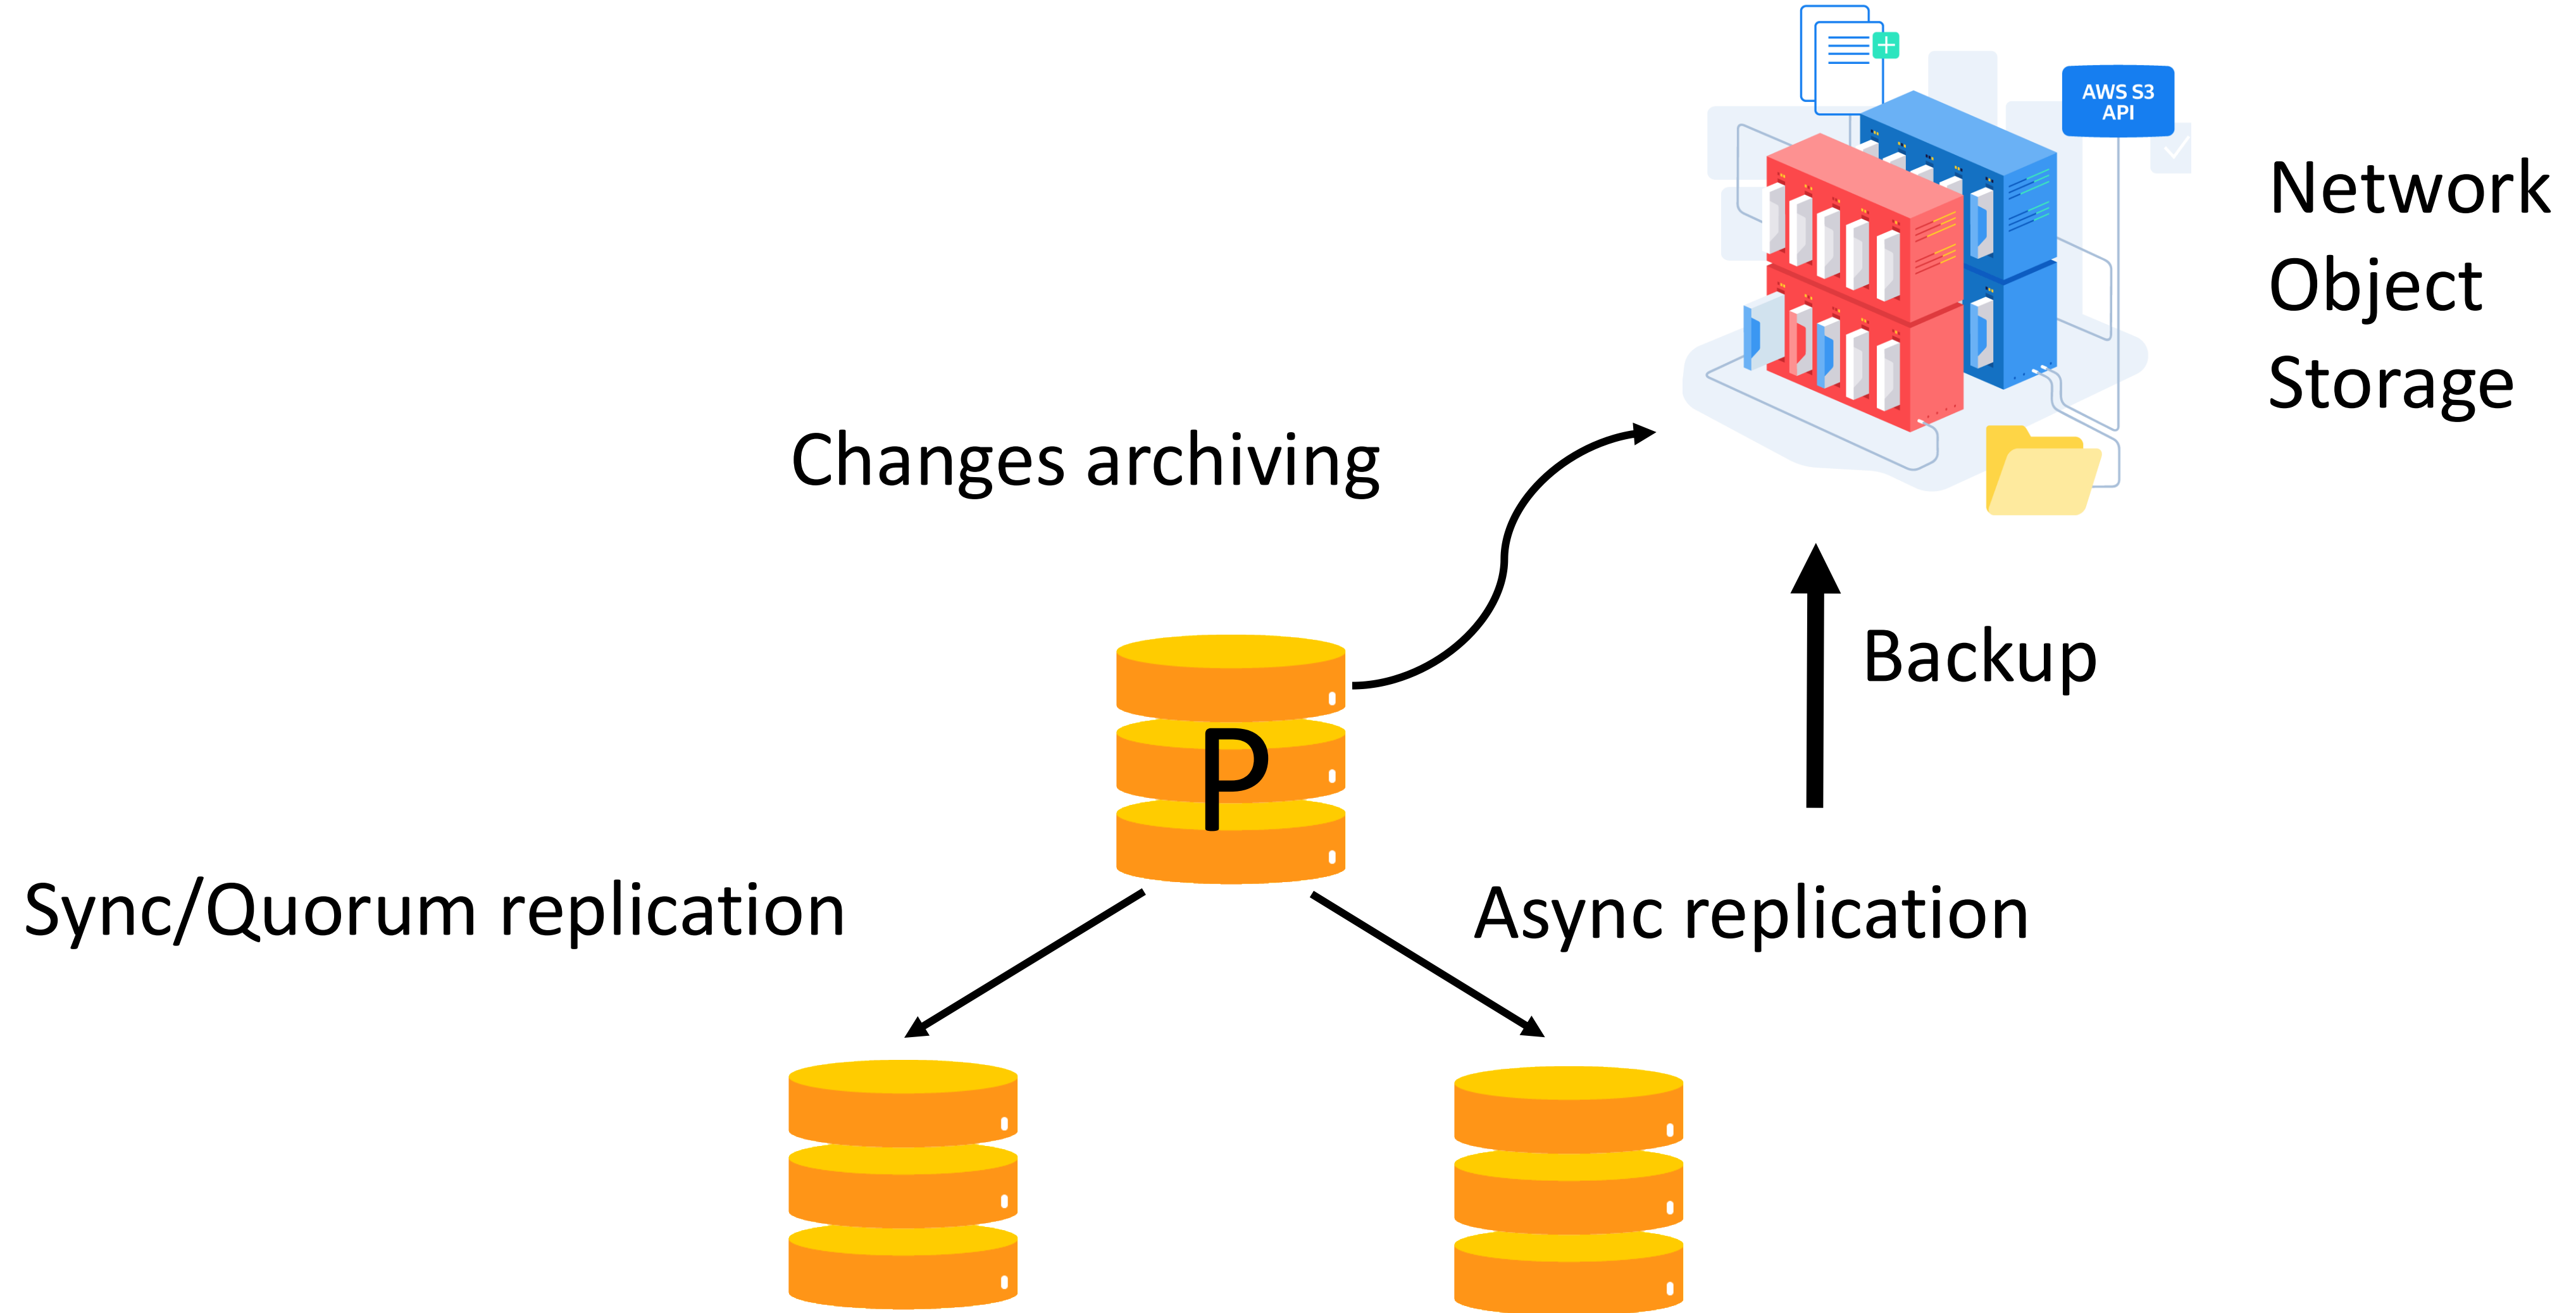 AWS S3
API
Network
Object
Storage
Changes archiving
Backup
P
Sync/Quorum replication
Async replication